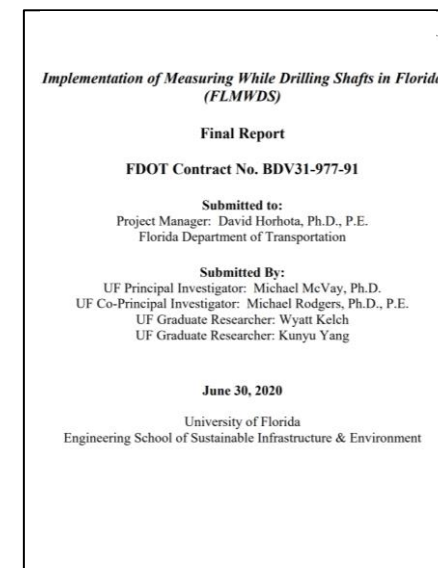 Implementation of Measuring While Drilling Shafts in Florida
(FLMWDS)
Final Report
FDOT Contract No. BDV31-977-91
Submitted to:
Project Manager: David Horhota, Ph.D., P.E.
Florida Department of Transportation
Submitted By:
UF Principal Investigator: Michael McVay, Ph.D.
UF Co-Principal Investigator: Michael Rodgers, Ph.D., P.E.
UF Graduate Researcher: Wyatt Kelch
UF Graduate Researcher: Kunyu Yang
June 30, 2020
University of Florida
Engineering School of Sustainable Infrastructure & Environment